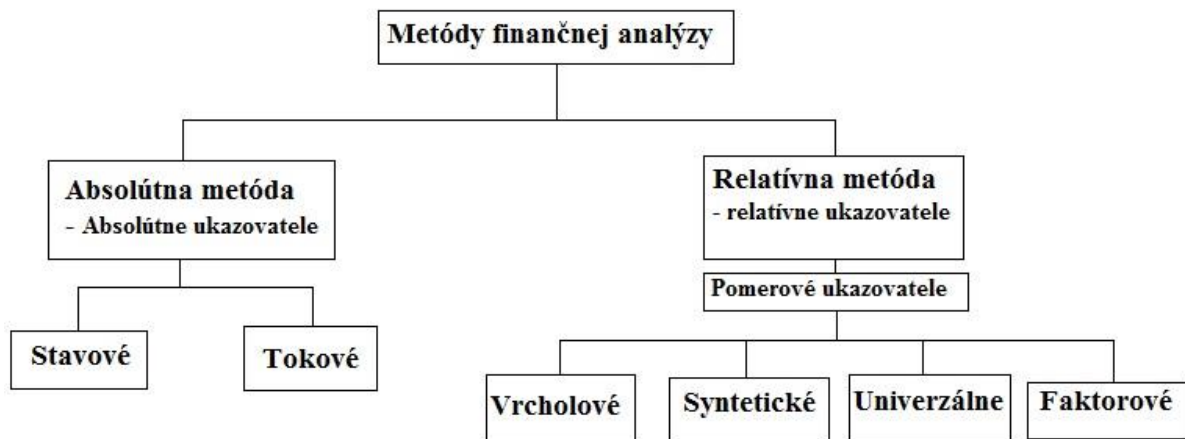 Metódy finančnej analýzy
Absolútna metóda
- Absolútne ukazovatele
Relatívna metóda
- relatívne ukazovatele
Pomerové ukazovatele
Stavové
Tokové
Vrcholové
Syntetické
Univerzálne
Faktorové